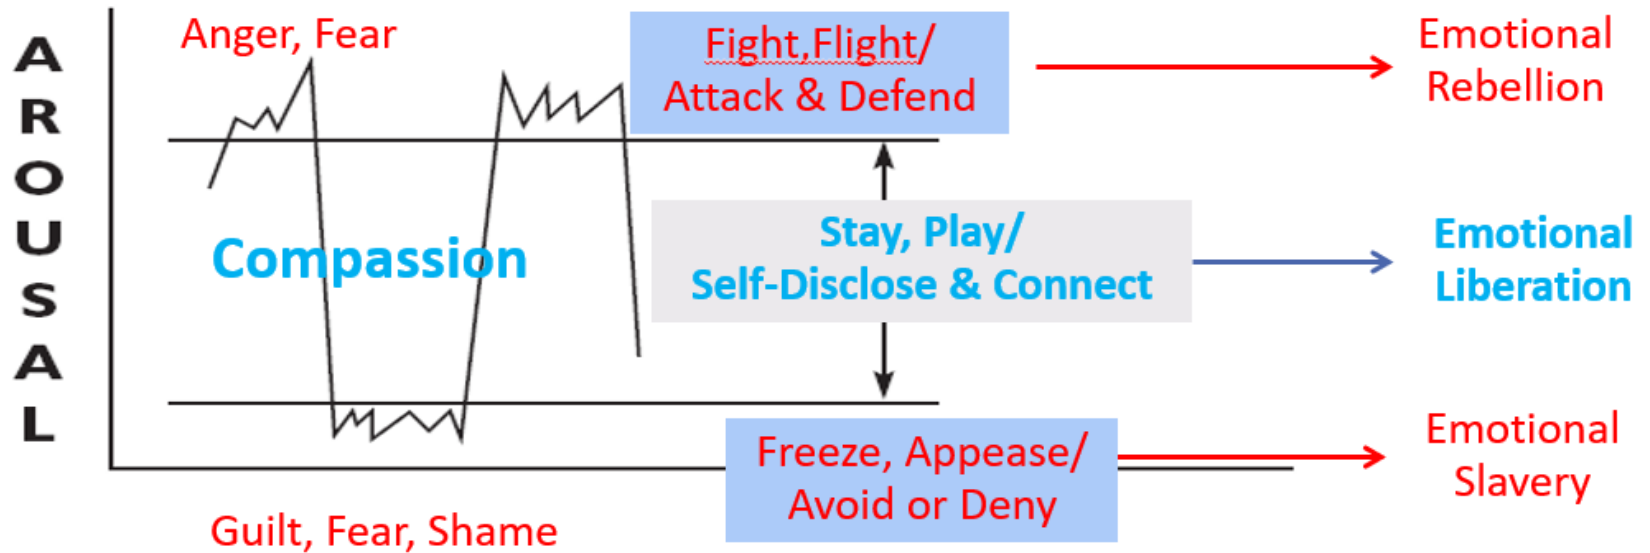 AROUSAL
Anger, Fear
Fight,Flight/
Attack & Defend
Emotional
Rebellion
Compassion
Stay, Play/
Self-Disclose & Connect
Emotional
Liberation
Freeze, Appease/
Avoid or Deny
Emotional
Slavery
Guilt, Fear, Shame